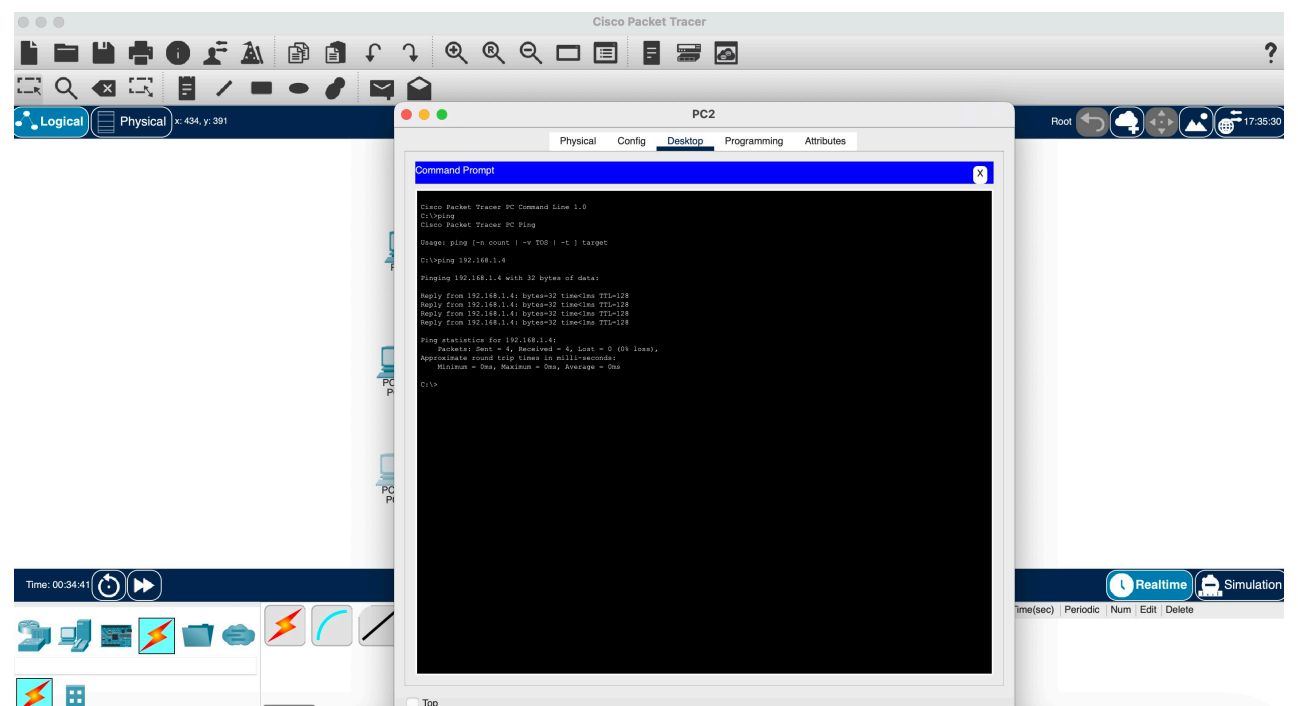 Cisco Packet Tracer
?
Logical
Physical
x: 434, y: 391
PC2
Root
17:35:30
Physical
Config
Desktop
Programming
Attributes
Command Prompt
X
Cisco Packet Tracer PC Command Line 1.0
C:\>ping
Cisco Packet Tracer PC Ping
Usage: ping [-n count | -v TOS | -t ] target
C:\>ping 192.168.1.4
Pinging 192.168.1.4 with 32 bytes of data:
Reply from 192.168.1.4: bytes=32 time<1ms TTL=128
Reply from 192.168.1.4: bytes=32 time<1ms TTL=128
Reply from 192.168.1.4: bytes=32 time<1ms TTL=128
Reply from 192.168.1.4: bytes=32 time<1ms TTL=128
Ping statistics for 192.168.1.4:
Packets: Sent = 4, Received = 4, Lost = 0 (0% loss),
Approximate round trip times in milli-seconds:
Minimum = 0ms, Maximum = 0ms, Average = 0ms
C:\>
PC
P
PC
P
Time: 00:34:41
Realtime
Simulation
Time(sec) Periodic Num Edit Delete
Top